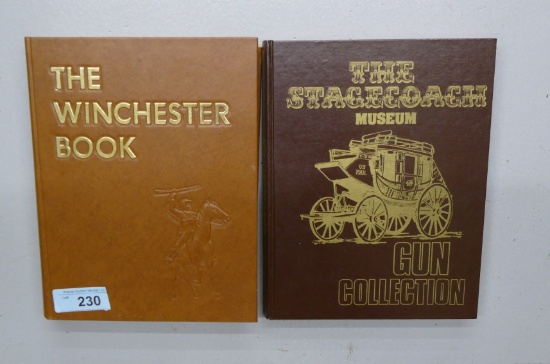 THE
WINCHESTER
BOOK
230
THE
STAGECOACH
MUSEUM
U.S. MAIL
GUN
COLLECTION